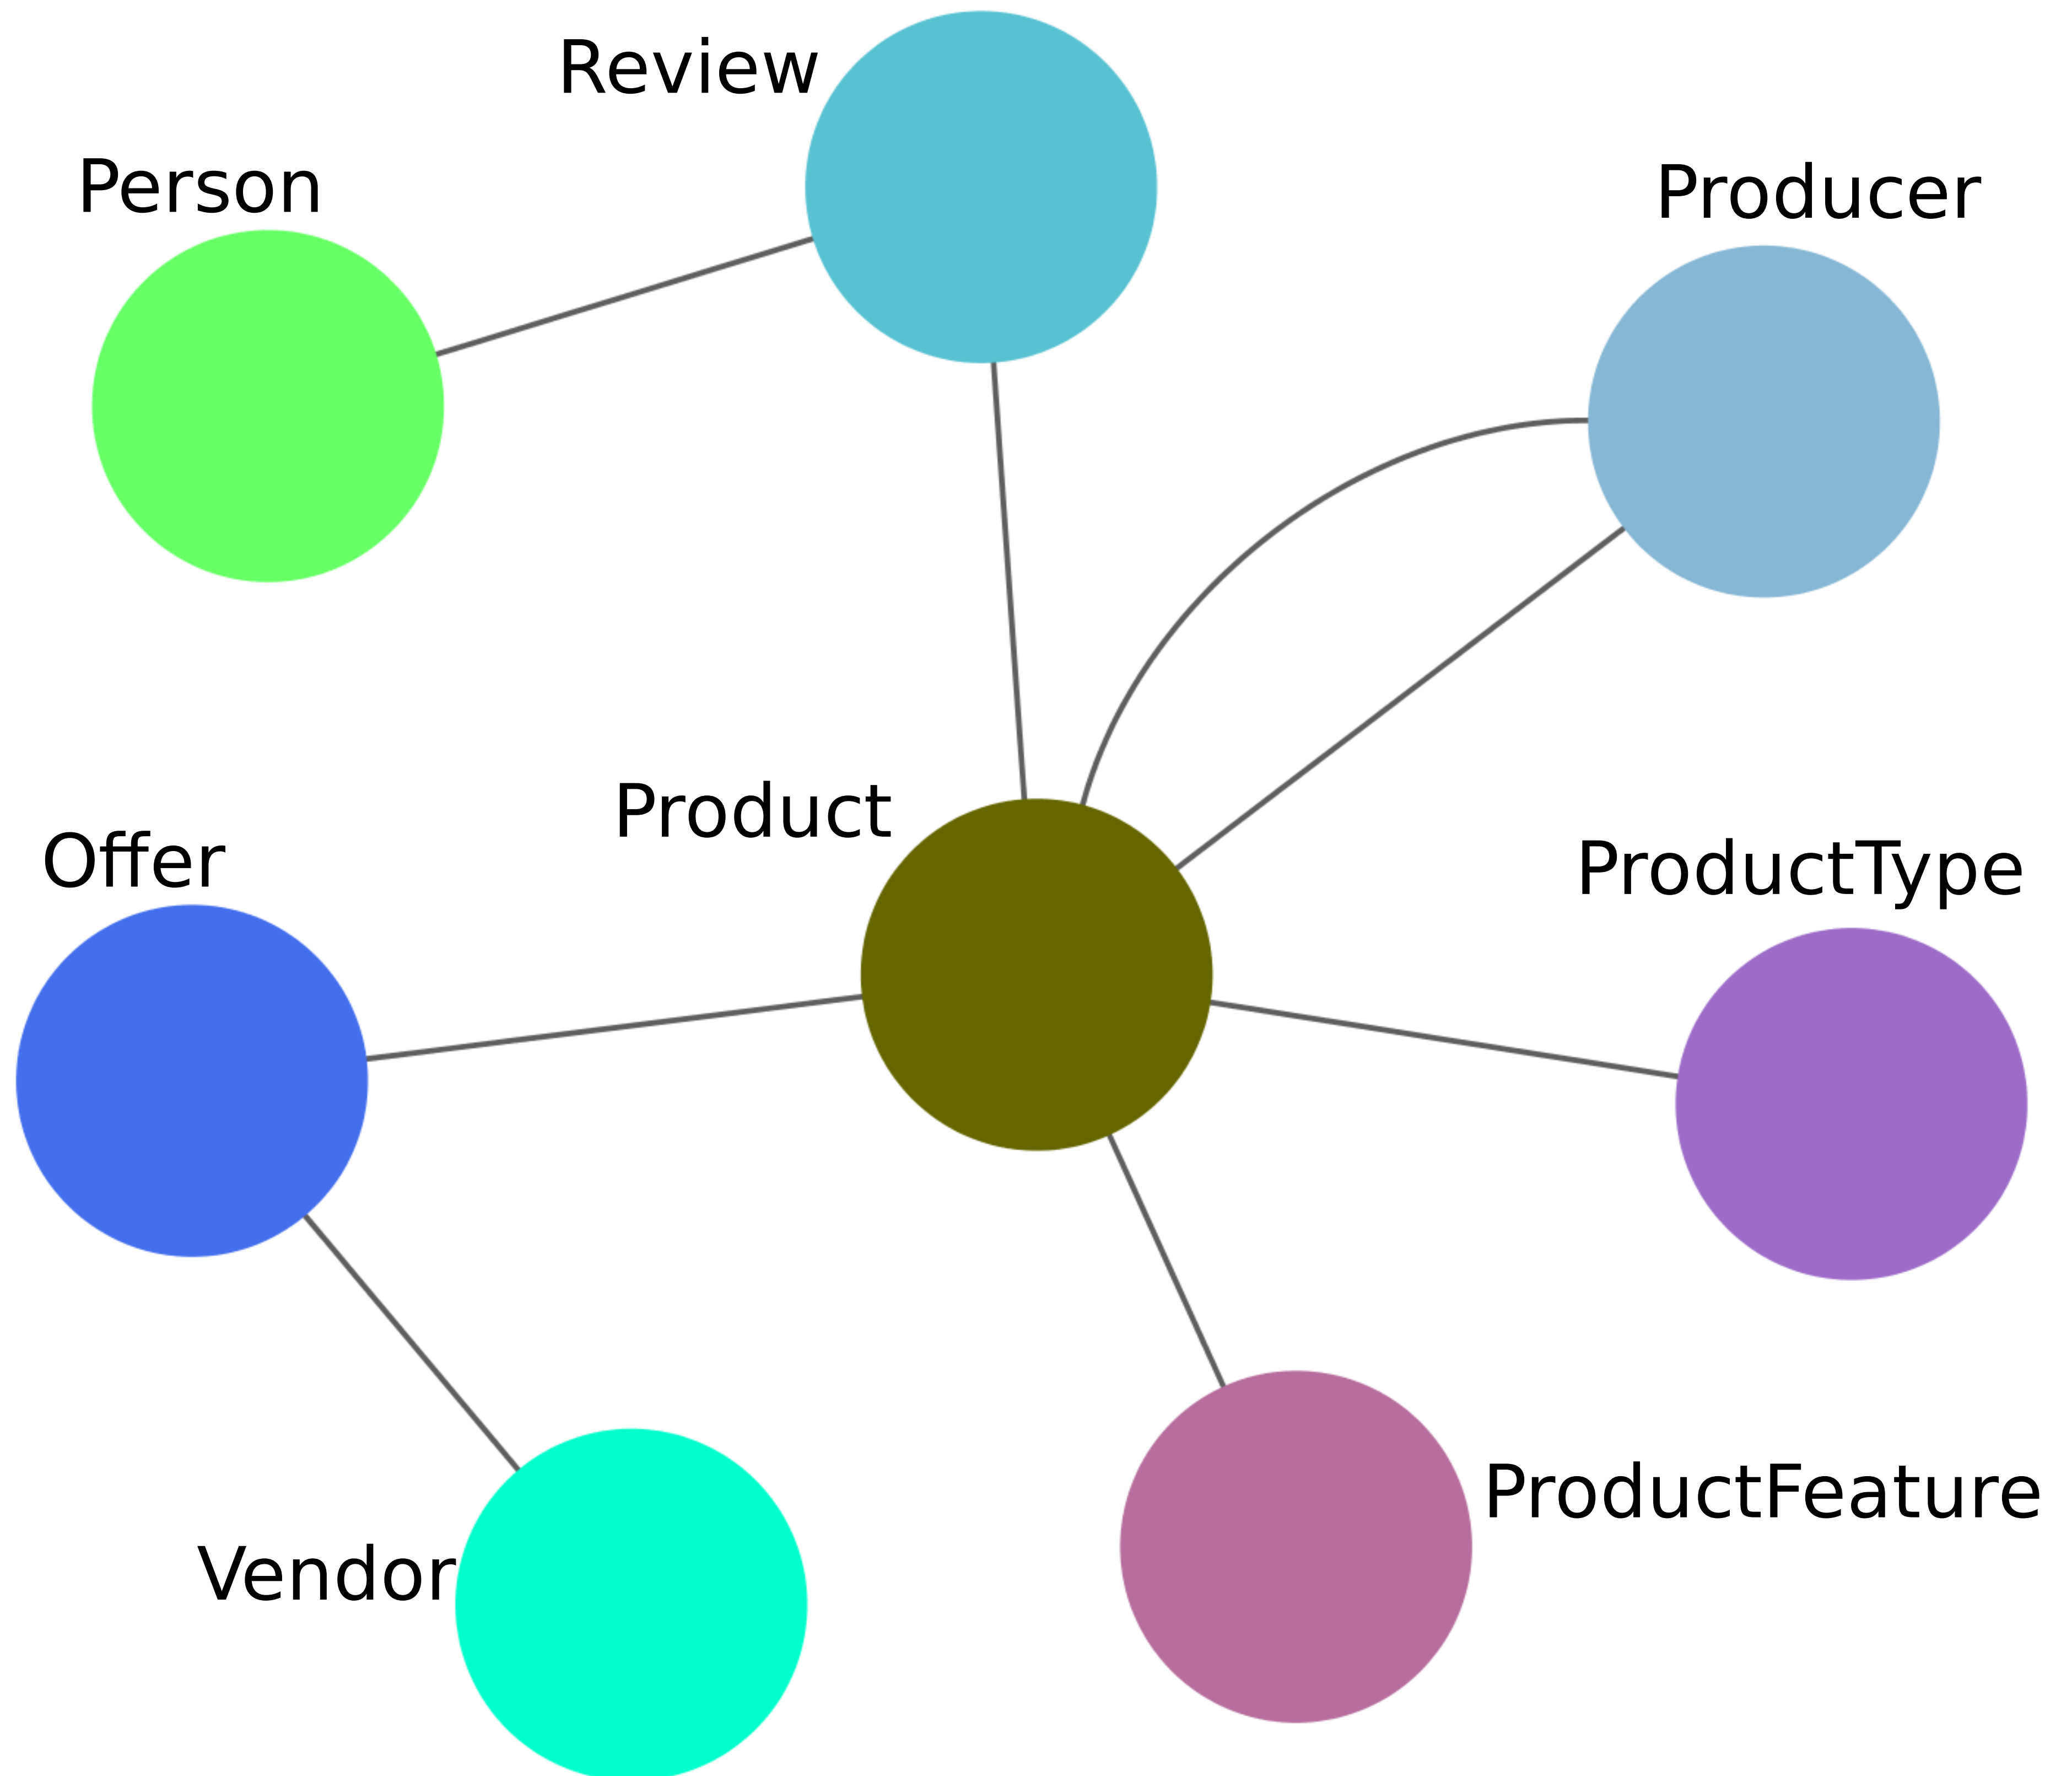 Review
Person
Producer
Product
Offer
ProductType
ProductFeature
Vendor